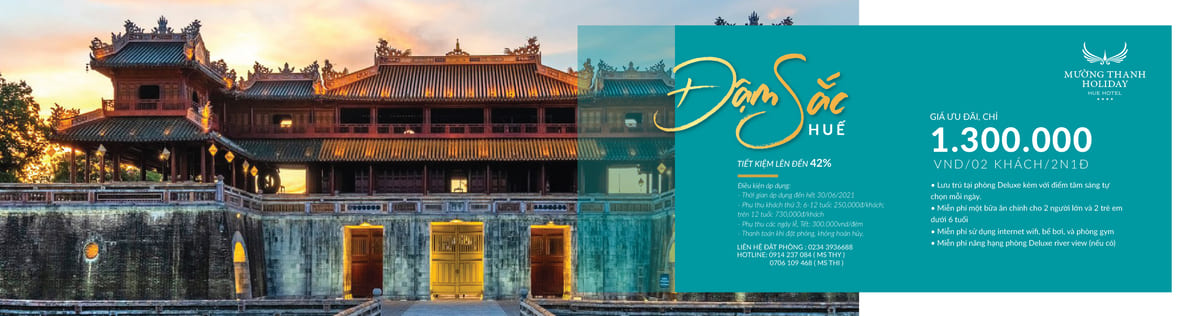 Đậm Sắc
HUẾ
TIẾT KIỆM LÊN ĐẾN 42%
Điều kiện áp dụng:
- Thời gian áp dụng đến hết 30/06/2021
- Phụ thu khách thứ 3: 6-12 tuổi: 250,000đ/khách;
trên 12 tuổi: 730,000đ/khách
- Phụ thu các ngày lễ, Tết: 300.000vnd/đêm
- Thanh toán khi đặt phòng, không hoàn hủy,
LIÊN HỆ ĐẶT PHÒNG : 0234 3936688
HOTLINE: 0914 237 084 ( MS THY )
0706 109 468 ( MS THI )
MƯỜNG THANH
HOLIDAY
HUE HOTEL
GIÁ ƯU ĐÃI, CHỈ
1.300.000
VND/02 KHÁCH/2N1Đ
• Lưu trú tại phòng Deluxe kèm với điểm tâm sáng tự
chọn mỗi ngày.
• Miễn phí một bữa ăn chính cho 2 người lớn và 2 trẻ em
dưới 6 tuổi
• Miễn phí sử dụng internet wifi, bể bơi, và phòng gym
• Miễn phí nâng hạng phòng Deluxe river view (nếu có)